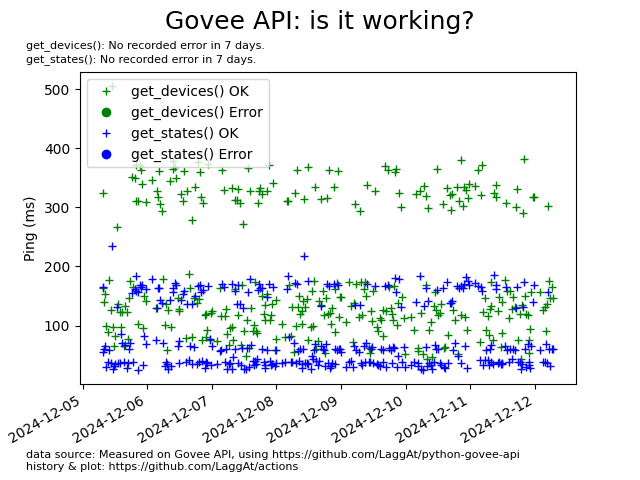 Govee API: is it working?
get_devices(): No recorded error in 7 days.
get_states(): No recorded error in 7 days.
get_devices() OK
get_devices() Error
get_states() OK
get_states() Error
Ping (ms)
500
400
300
200
100
2024-12-05
2024-12-06
2024-12-07
2024-12-08
2024-12-09
2024-12-10
2024-12-11
2024-12-12
data source: Measured on Govee API, using https://github.com/LaggAt/python-govee-api
history & plot: https://github.com/LaggAt/actions